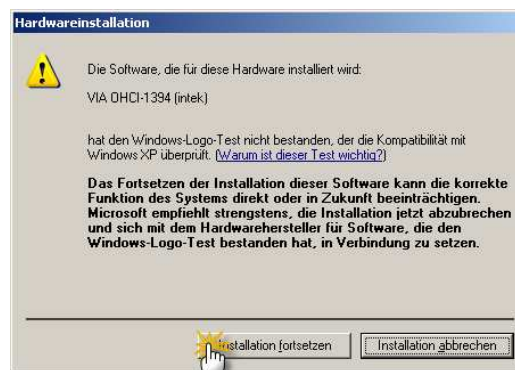 Hardwareinstallation
Die Software, die für diese Hardware installiert wird:
VIA OHCI-1394 (intek)
hat den Windows-Logo-Test nicht bestanden, der die Kompatibilität mit
Windows XP überprüft. (Warum ist dieser Test wichtig?)
Das Fortsetzen der Installation dieser Software kann die korrekte
Funktion des Systems direkt oder in Zukunft beeinträchtigen.
Microsoft empfiehlt strengstens, die Installation jetzt abzubrechen
und sich mit dem Hardwarehersteller für Software, die den
Windows-Logo-Test bestanden hat, in Verbindung zu setzen.
Installation fortsetzen
Installation abbrechen